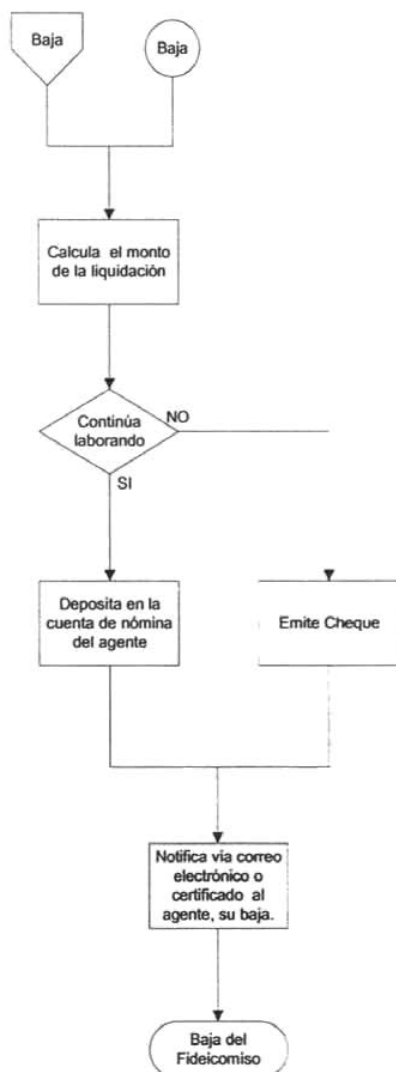 Baja
Baja
Calcula el monto
de la liquidación
Continúa
laborando
NO
SI
Deposita en la
cuenta de nómina
del agente
Emite Cheque
Notifica vía correo
electrónico o
certificado al
agente, su baja.
Baja del
Fideicomiso